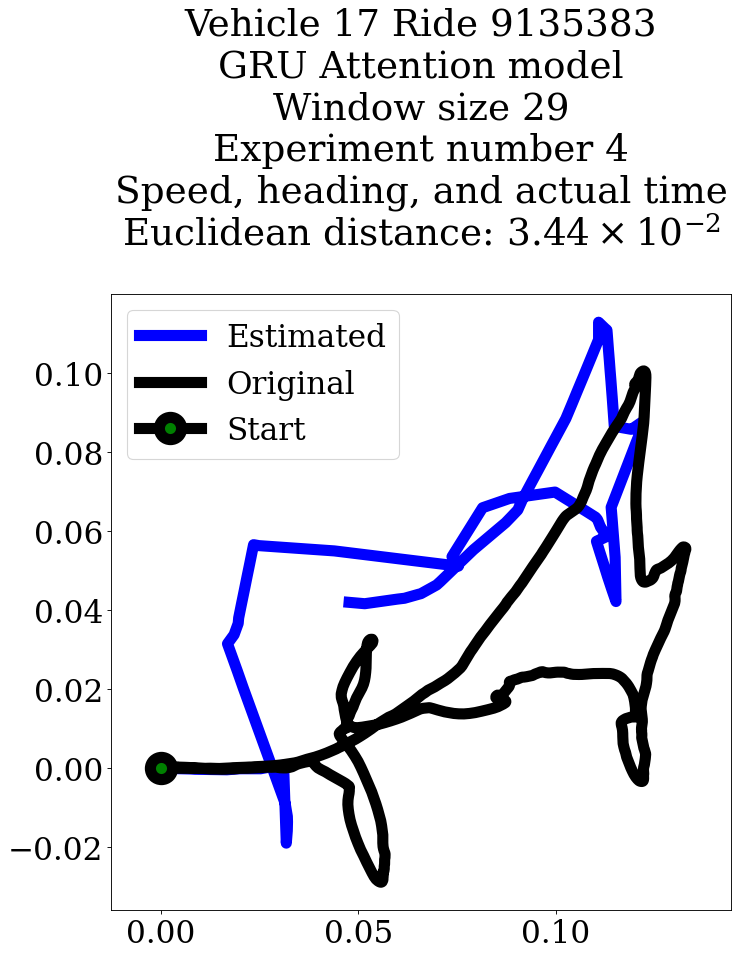 Vehicle 17 Ride 9135383
GRU Attention model
Window size 29
Experiment number 4
Speed, heading, and actual time
Euclidean distance: 3.44 × 10⁻²
Estimated
Original
Start
0.10
0.08
0.06
0.04
0.02
0.00
−0.02
0.00 0.05 0.10